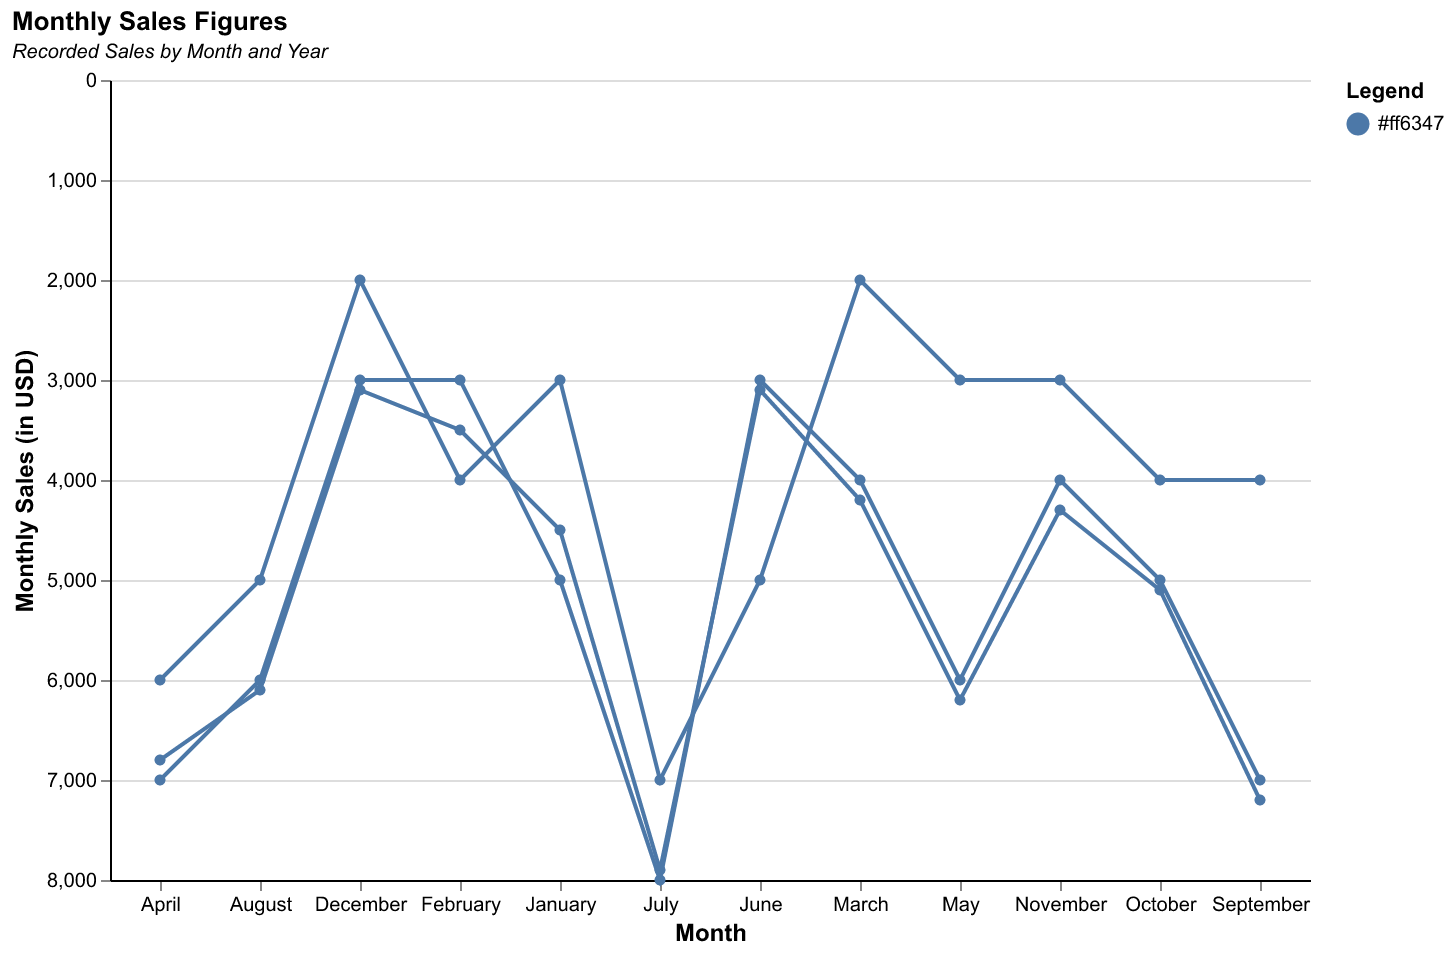 Monthly Sales Figures
Recorded Sales by Month and Year
Legend
#ff6347
Monthly Sales (in USD)
0
1,000
2,000
3,000
4,000
5,000
6,000
7,000
8,000
April August December February January July June March May November October September
Month